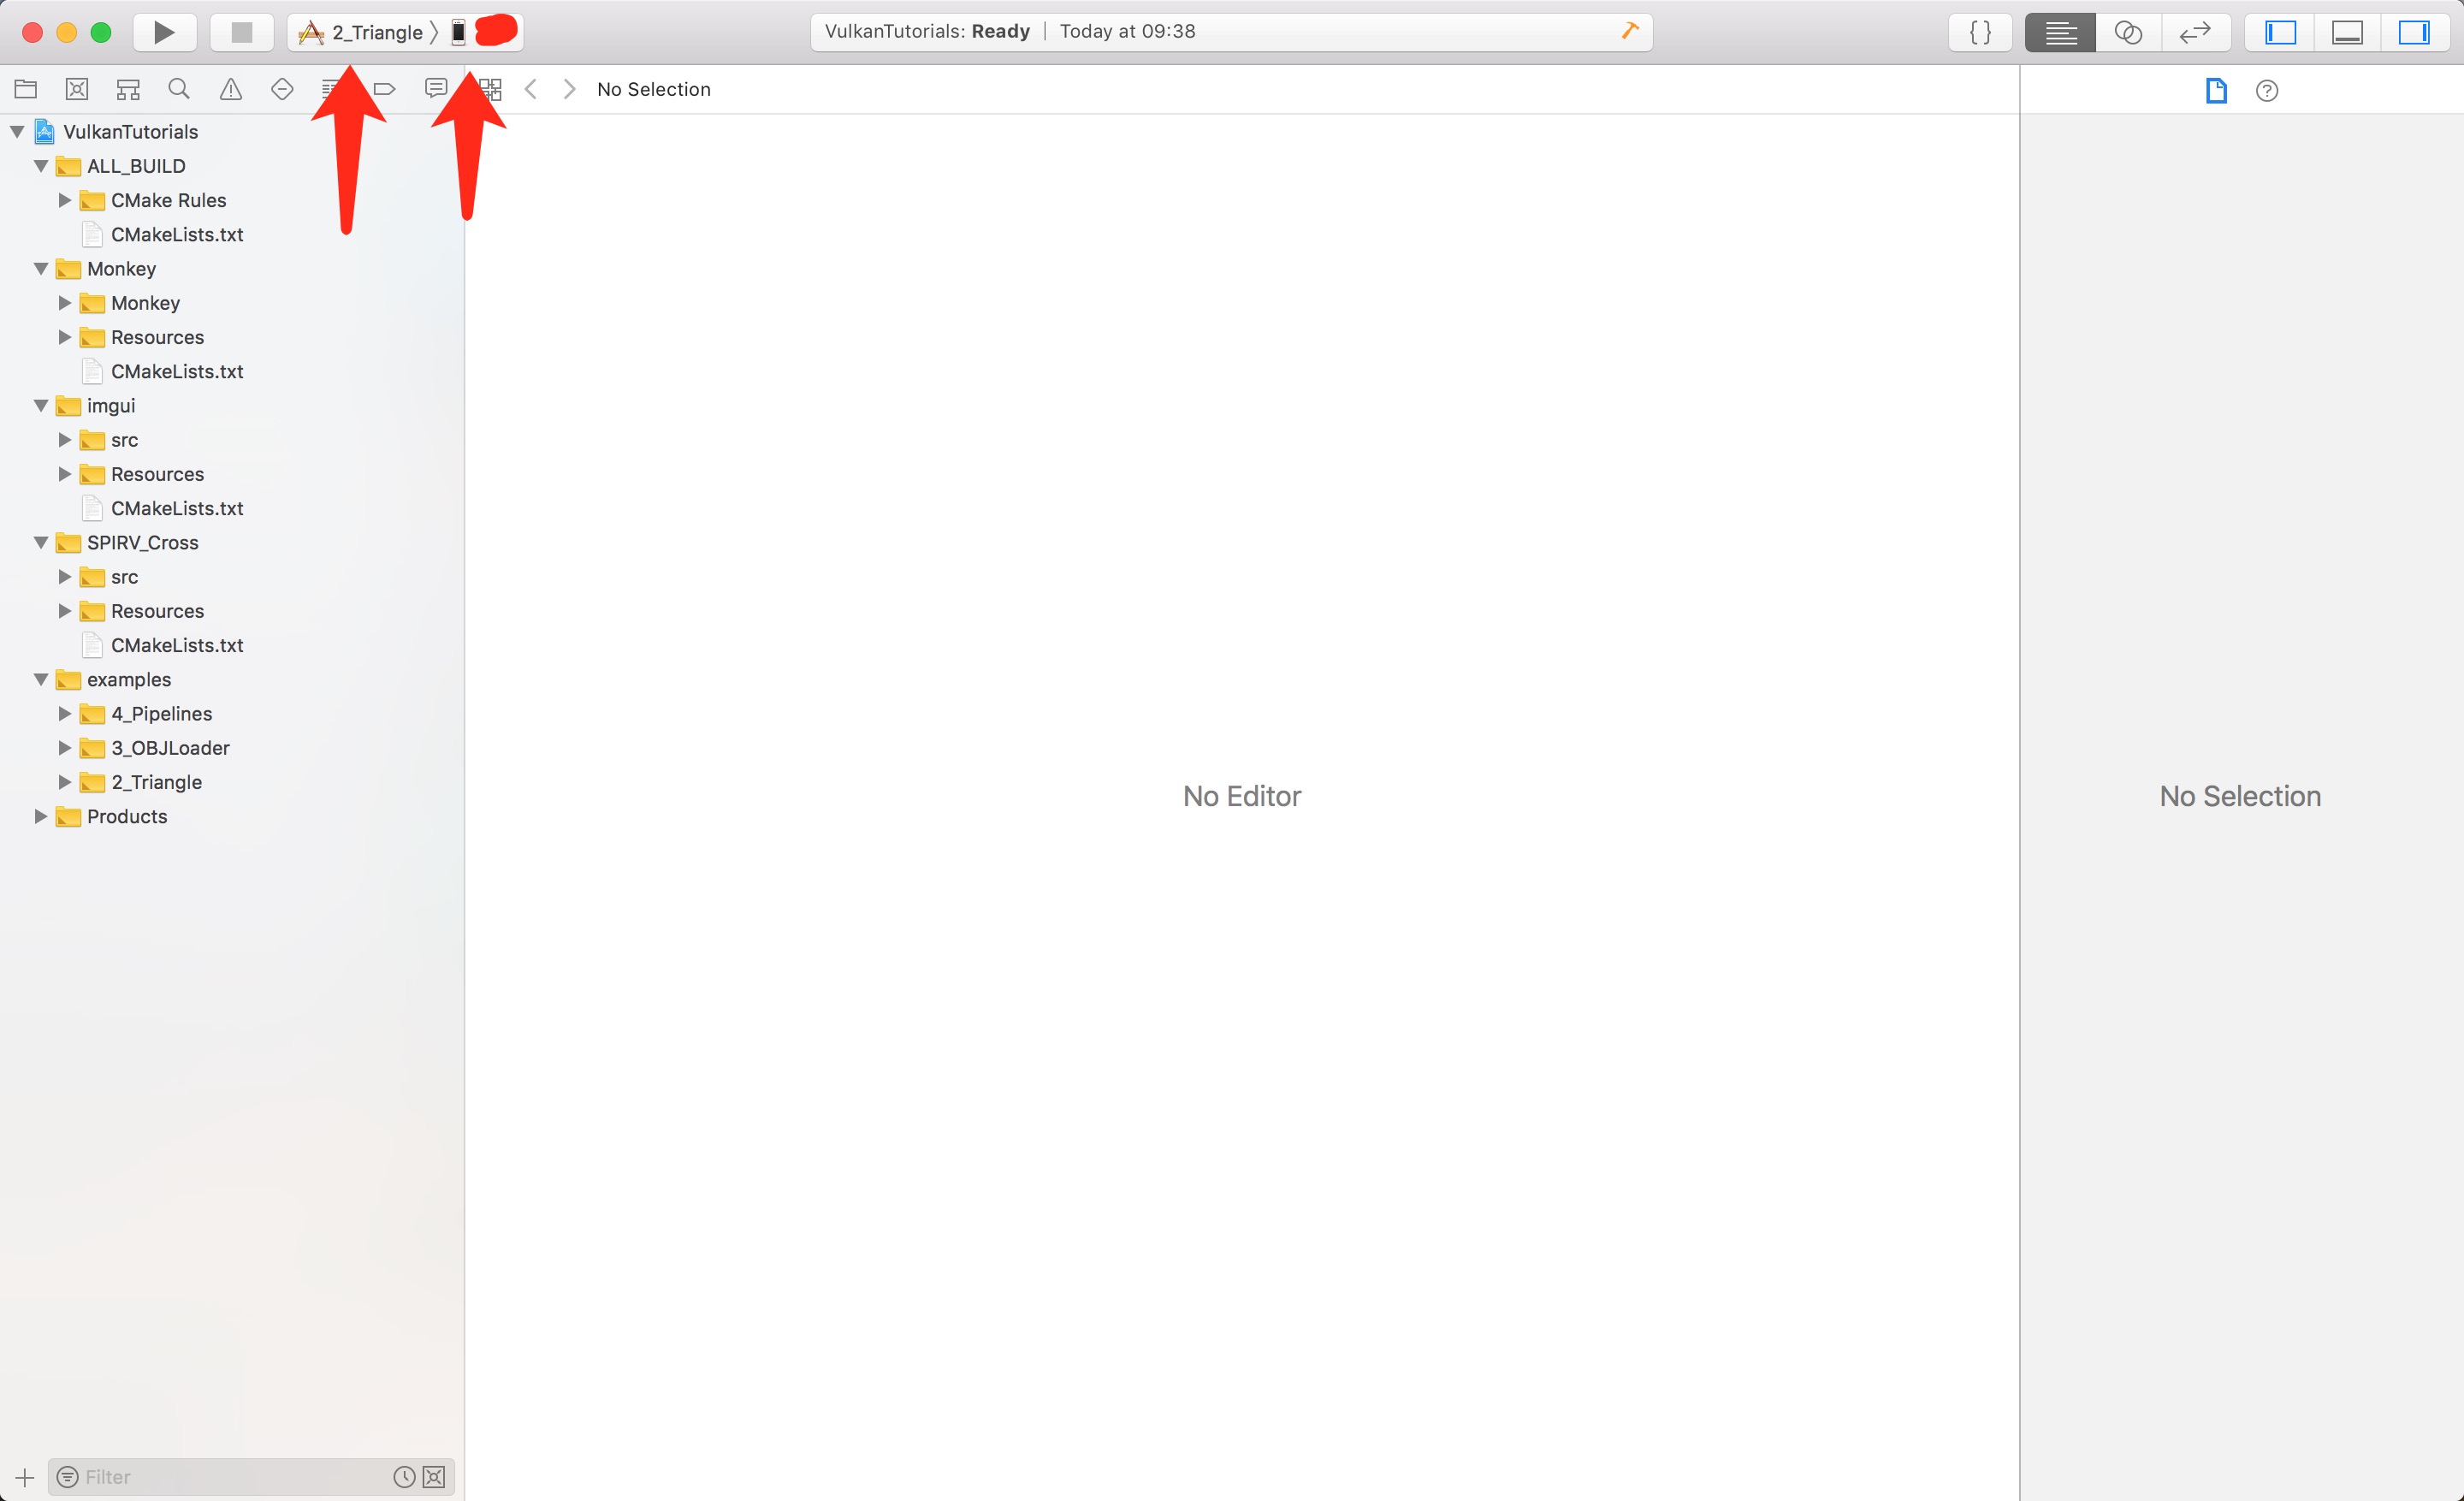 2_Triangle
VulkanTutorials: Ready | Today at 09:38
{}
No Selection
VulkanTutorials
ALL_BUILD
CMake Rules
CMakeLists.txt
Monkey
Monkey
Resources
CMakeLists.txt
imgui
src
Resources
CMakeLists.txt
SPIRV_Cross
src
Resources
CMakeLists.txt
examples
4_Pipelines
3_OBJLoader
2_Triangle
Products
No Editor
No Selection
Filter